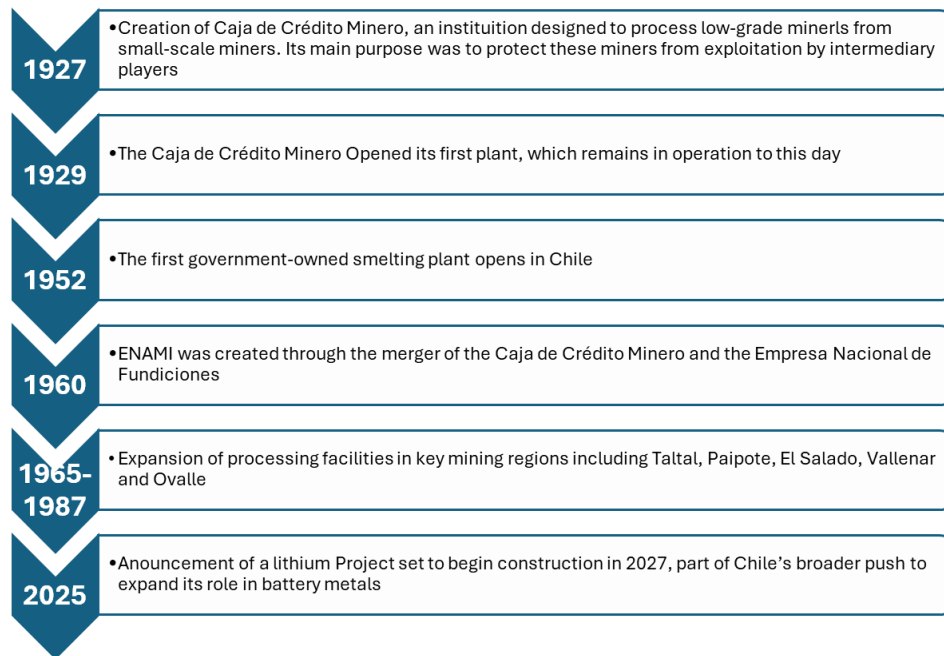 1927
•Creation of Caja de Crédito Minero, an instituition designed to process low-grade minerls from
small-scale miners. Its main purpose was to protect these miners from exploitation by intermediary
players
1929
•The Caja de Crédito Minero Opened its first plant, which remains in operation to this day
1952
•The first government-owned smelting plant opens in Chile
1960
•ENAMI was created through the merger of the Caja de Crédito Minero and the Empresa Nacional de
Fundiciones
1965-
1987
•Expansion of processing facilities in key mining regions including Taltal, Paipote, El Salado, Vallenar
and Ovalle
2025
•Anouncement of a lithium Project set to begin construction in 2027, part of Chile’s broader push to
expand its role in battery metals